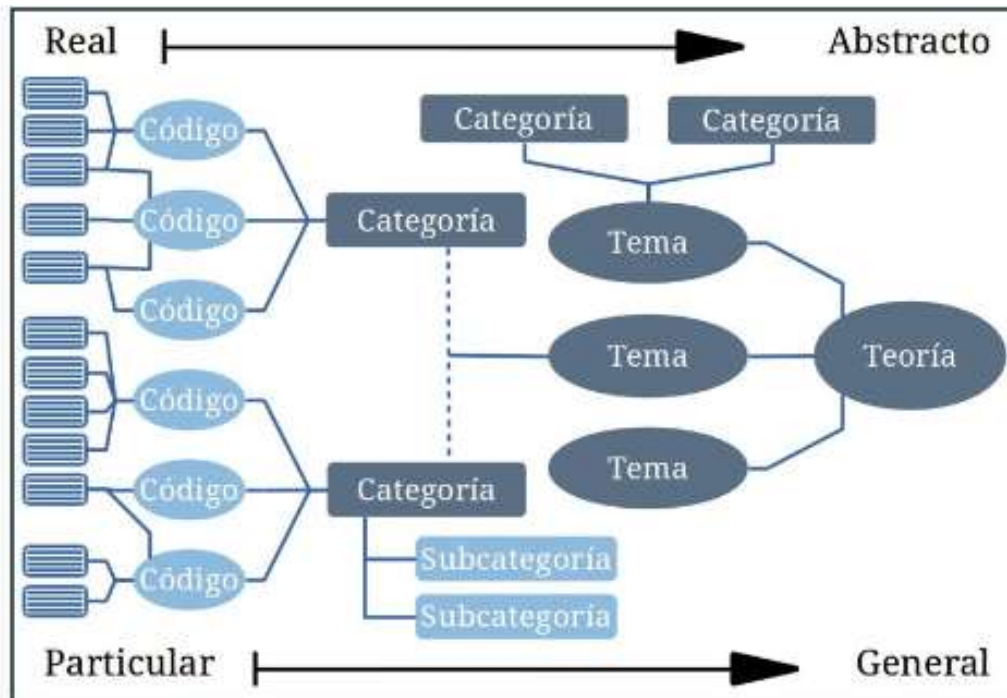 Real
Abstracto
Código
Categoría
Categoría
Código
Categoría
Tema
Código
Tema
Teoría
Código
Tema
Código
Categoría
Código
Subcategoría
Subcategoría
Particular
General